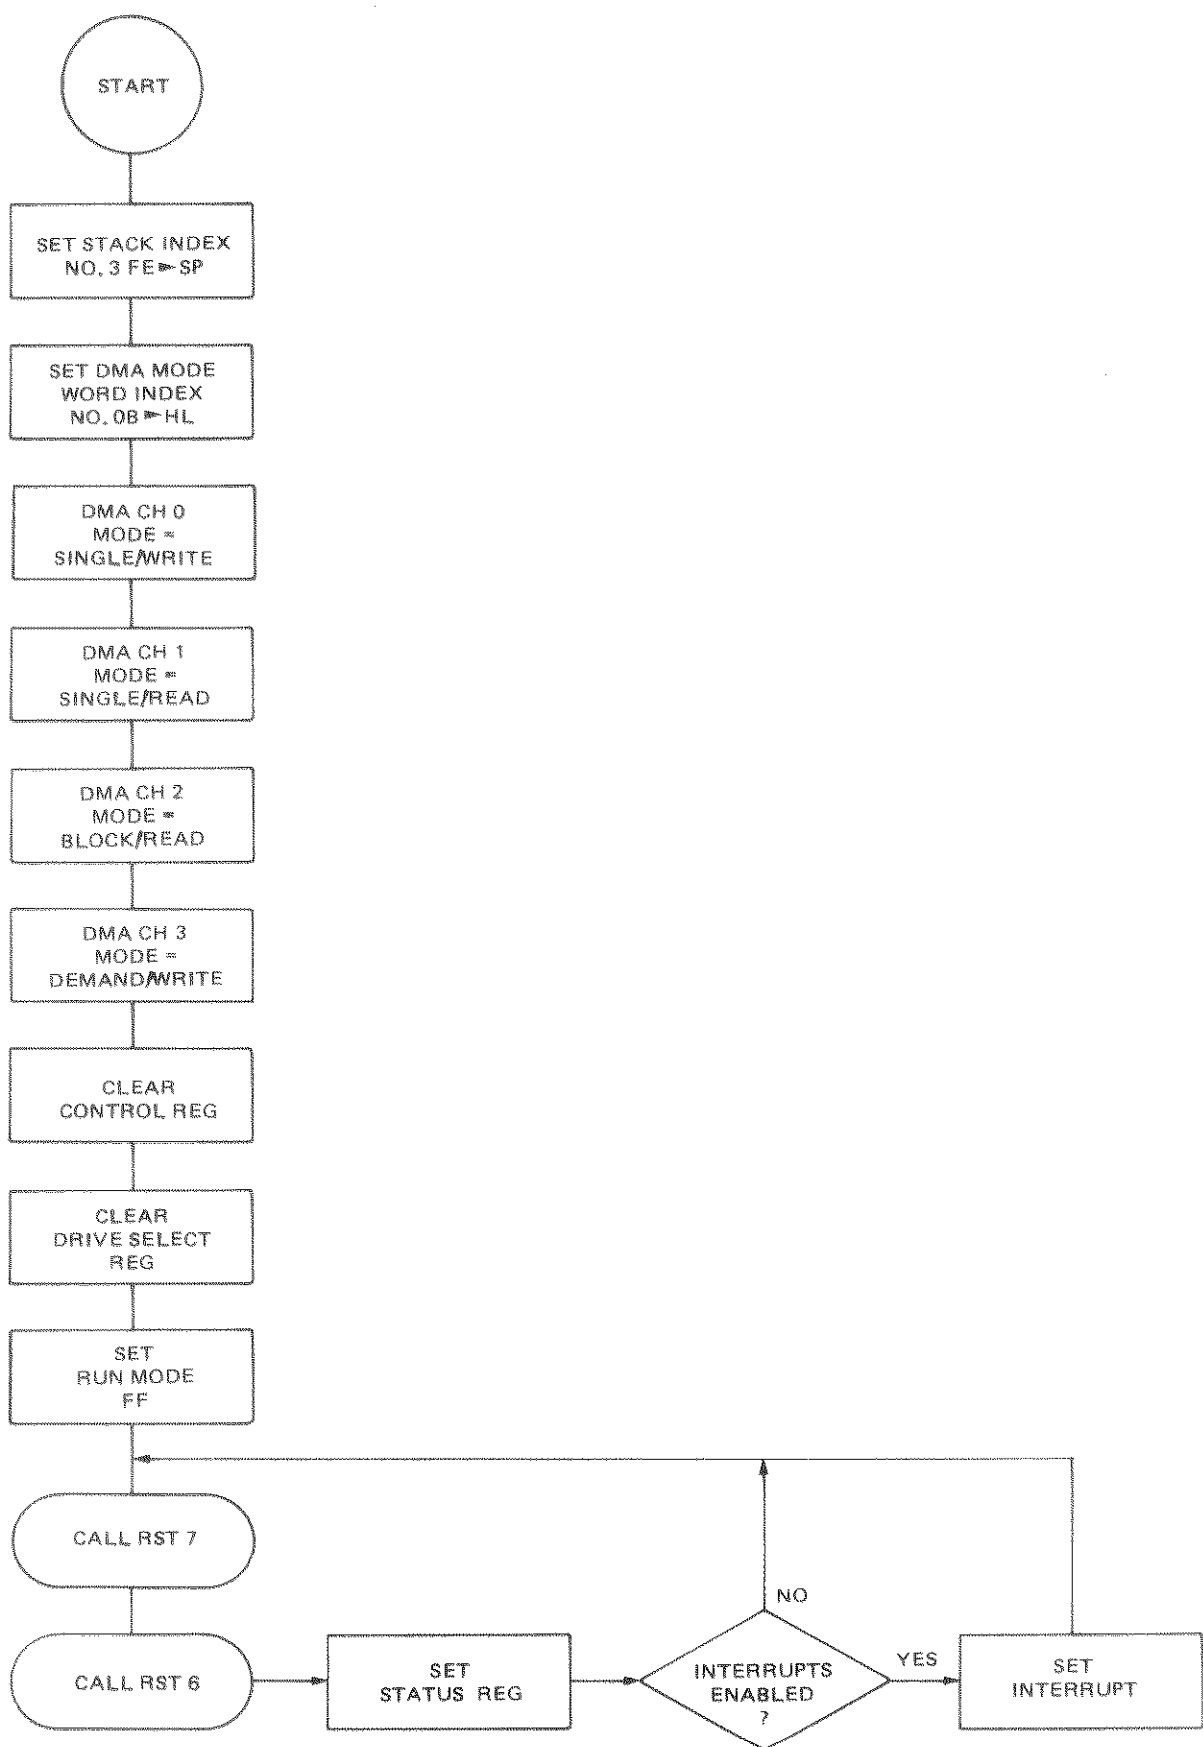 START
SET STACK INDEX
NO. 3 FE►SP
SET DMA MODE
WORD INDEX
NO. 0B►HL
DMA CH 0
MODE =
SINGLE/WRITE
DMA CH 1
MODE =
SINGLE/READ
DMA CH 2
MODE =
BLOCK/READ
DMA CH 3
MODE =
DEMAND/WRITE
CLEAR
CONTROL REG
CLEAR
DRIVE SELECT
REG
SET
RUN MODE
FF
CALL RST 7
CALL RST 6
SET
STATUS REG
INTERRUPTS
ENABLED
?
NO
YES
SET
INTERRUPT